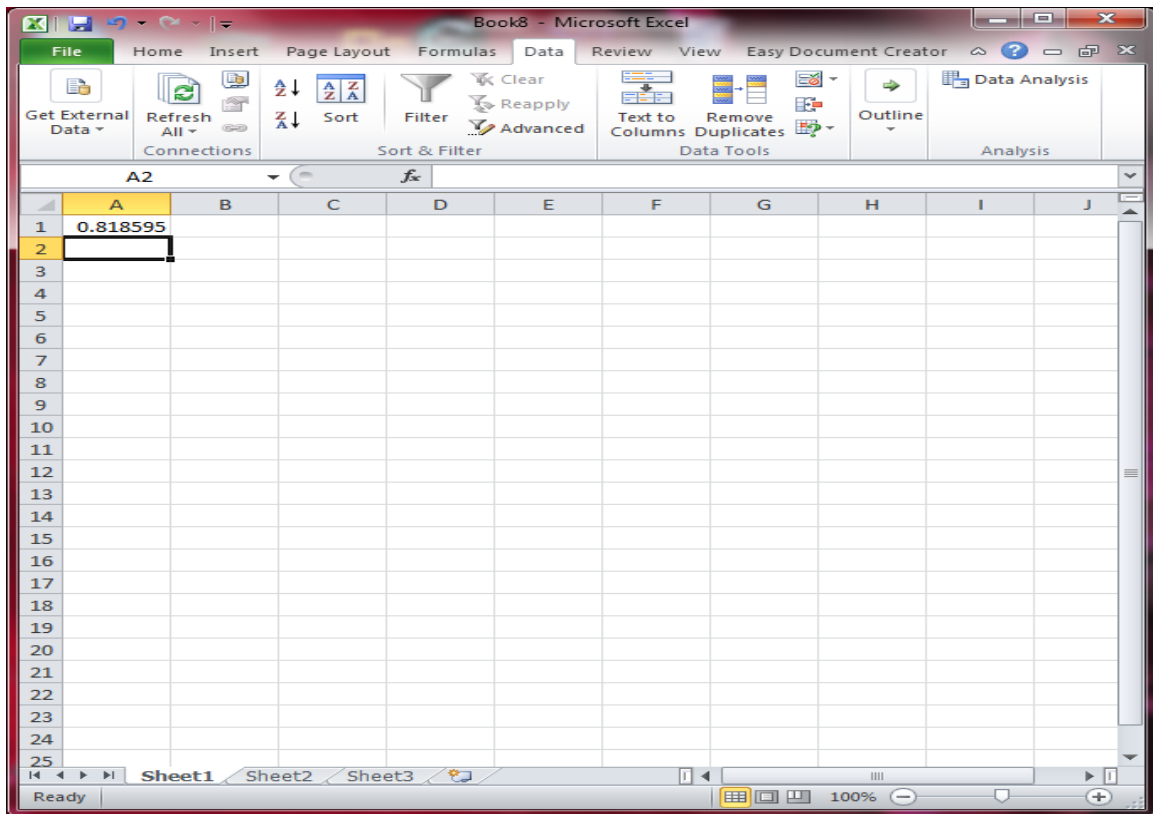 Book8 - Microsoft Excel
File Home Insert Page Layout Formulas Data Review View Easy Document Creator
Get External Data
Refresh All
Connections
Sort
Filter
Clear
Reapply
Advanced
Sort & Filter
Text to Columns
Remove Duplicates
Data Tools
Outline
Data Analysis
Analysis
A2 fx
A B C D E F G H I J
1 0.818595
2
3
4
5
6
7
8
9
10
11
12
13
14
15
16
17
18
19
20
21
22
23
24
25
Sheet1 Sheet2 Sheet3
Ready 100%